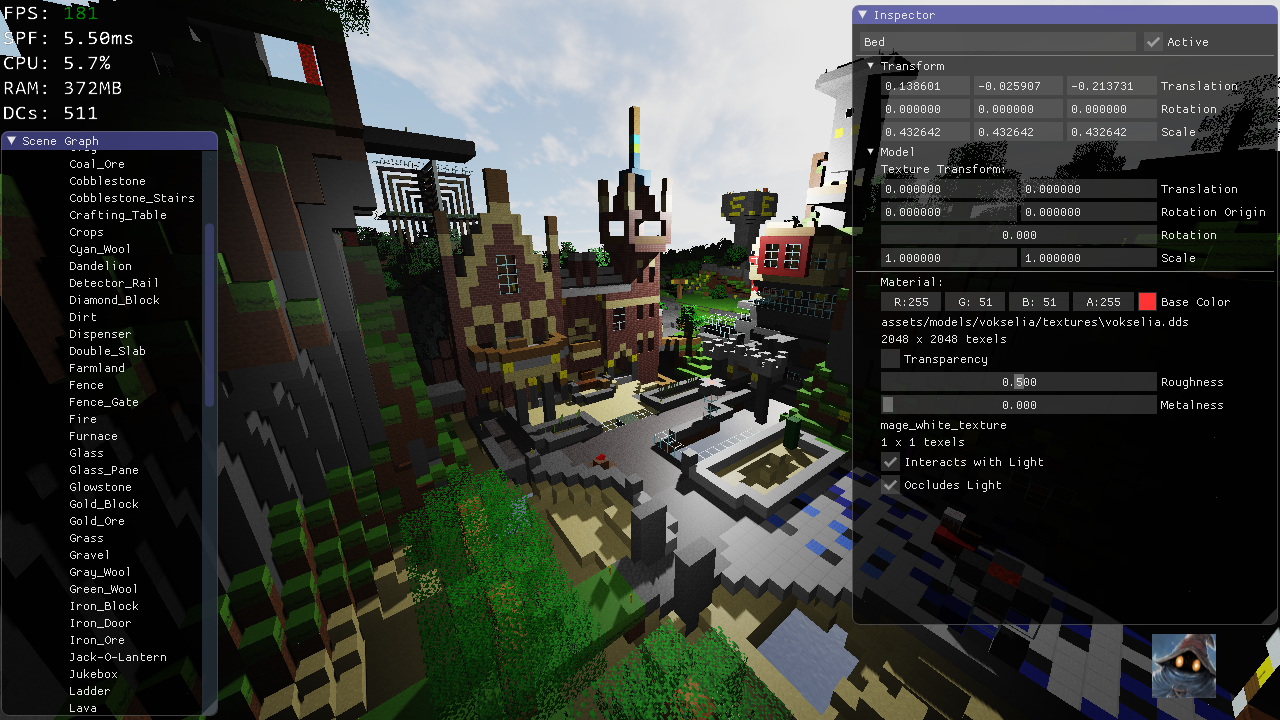 FPS: 181
SPF: 5.50ms
CPU: 5.7%
RAM: 372MB
DCs: 511
Scene Graph
Coal_Ore
Cobblestone
Cobblestone_Stairs
Crafting_Table
Crops
Cyan_Wool
Dandelion
Detector_Rail
Diamond_Block
Dirt
Dispenser
Double_Slab
Farmland
Fence
Fence_Gate
Fire
Furnace
Glass
Glass_Pane
Glowstone
Gold_Block
Gold_Ore
Grass
Gravel
Gray_Wool
Green_Wool
Iron_Block
Iron_Door
Iron_Ore
Jack-O-Lantern
Jukebox
Ladder
Lava
Inspector
Bed Active
Transform
0.138601 -0.025907 -0.213731 Translation
0.000000 0.000000 0.000000 Rotation
0.432642 0.432642 0.432642 Scale
Model
Texture Transform:
0.000000 0.000000 Translation
0.000000 0.000000 Rotation Origin
0.000 Rotation
1.000000 1.000000 Scale
Material:
R:255 G: 51 B: 51 A:255 Base Color
assets/models/vokselia/textures\vokselia.dds
2048 x 2048 texels
Transparency
0.500 Roughness
0.000 Metalness
mage_white_texture
1 x 1 texels
Interacts with Light
Occludes Light